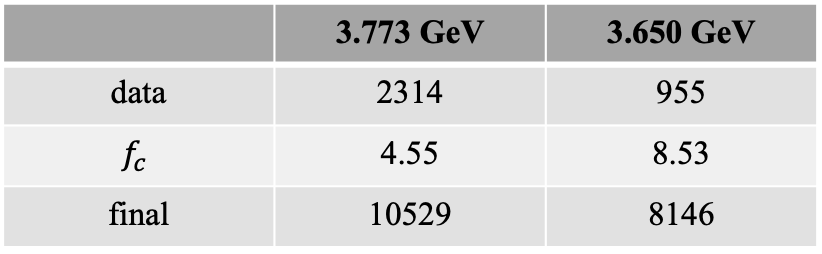 3.773 GeV 3.650 GeV
data 2314 955
f_c 4.55 8.53
final 10529 8146